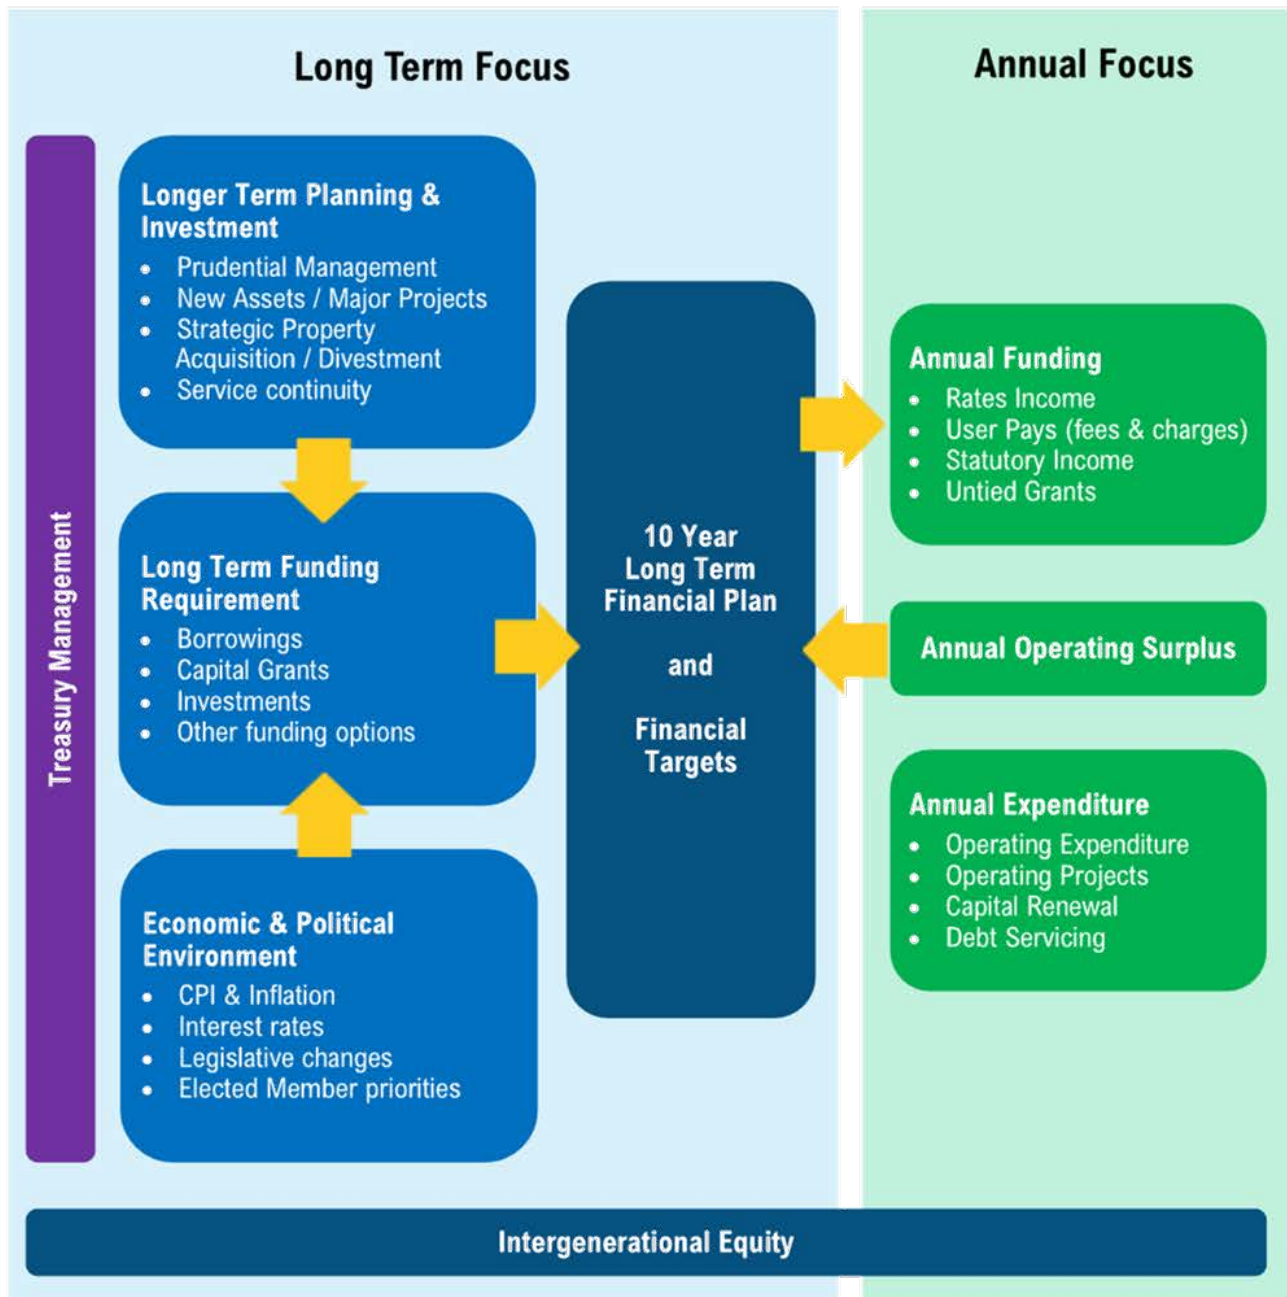 Long Term Focus
Annual Focus
Treasury Management
Longer Term Planning &
Investment
• Prudential Management
• New Assets / Major Projects
• Strategic Property
Acquisition / Divestment
• Service continuity
Long Term Funding
Requirement
• Borrowings
• Capital Grants
• Investments
• Other funding options
Economic & Political
Environment
• CPI & Inflation
• Interest rates
• Legislative changes
• Elected Member priorities
10 Year
Long Term
Financial Plan
and
Financial
Targets
Annual Funding
• Rates Income
• User Pays (fees & charges)
• Statutory Income
• Untied Grants
Annual Operating Surplus
Annual Expenditure
• Operating Expenditure
• Operating Projects
• Capital Renewal
• Debt Servicing
Intergenerational Equity